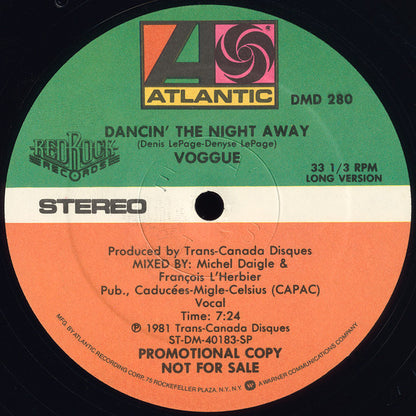 A
ATLANTIC
DMD 280
DANCIN' THE NIGHT AWAY
(Denis LePage-Denyse LePage)
VOGGUE
REDROCK
RECORDS
33 1/3 RPM
LONG VERSION
STEREO
Produced by Trans-Canada Disques
MIXED BY: Michel Daigle &
François L'Herbier
Pub., Caducées-Migle-Celsius (CAPAC)
Vocal
Time: 7:24
℗ 1981 Trans-Canada Disques
ST-DM-40183-SP
PROMOTIONAL COPY
NOT FOR SALE
MFG. BY ATLANTIC RECORDING CORP., 75 ROCKEFELLER PLAZA, N.Y., N.Y. A WARNER COMMUNICATIONS COMPANY